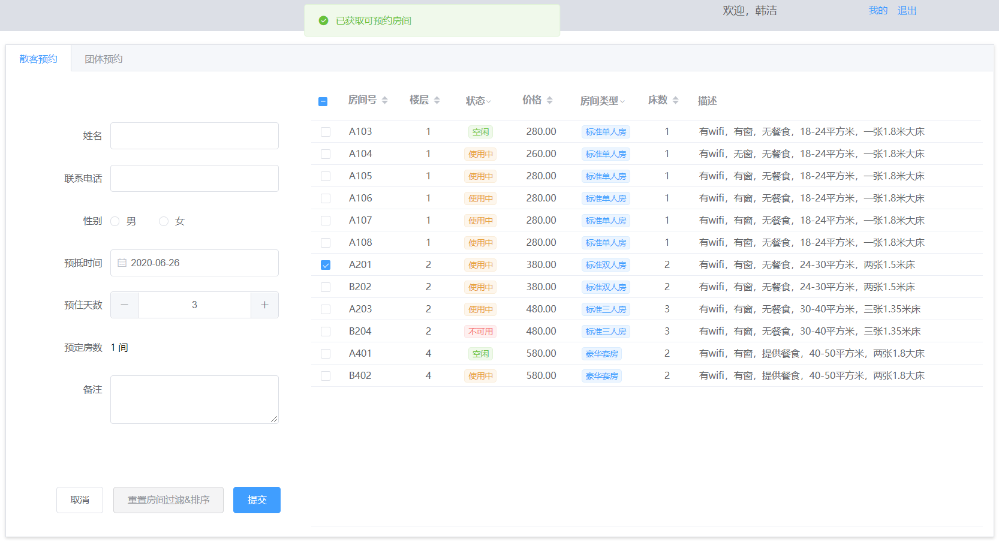 已获取可预约房间
欢迎，韩洁 我的 退出
散客预约 团体预约
房间号 楼层 状态 价格 房间类型 床数 描述
A103 1 空闲 280.00 标准单人房 1 有wifi，有窗，无餐食，18-24平方米，一张1.8米大床
A104 1 使用中 260.00 标准单人房 1 有wifi，无窗，无餐食，18-24平方米，一张1.8米大床
A105 1 使用中 280.00 标准单人房 1 有wifi，有窗，无餐食，18-24平方米，一张1.8米大床
A106 1 使用中 280.00 标准单人房 1 有wifi，有窗，无餐食，18-24平方米，一张1.8米大床
A107 1 使用中 280.00 标准单人房 1 有wifi，有窗，无餐食，18-24平方米，一张1.8米大床
A108 1 使用中 280.00 标准单人房 1 有wifi，有窗，无餐食，18-24平方米，一张1.8米大床
A201 2 使用中 380.00 标准双人房 2 有wifi，有窗，无餐食，24-30平方米，两张1.5米床
B202 2 使用中 380.00 标准双人房 2 有wifi，有窗，无餐食，24-30平方米，两张1.5米床
A203 2 使用中 480.00 标准三人房 3 有wifi，有窗，无餐食，30-40平方米，三张1.35米床
B204 2 不可用 480.00 标准三人房 3 有wifi，有窗，无餐食，30-40平方米，三张1.35米床
A401 4 空闲 580.00 豪华套房 2 有wifi，有窗，提供餐食，40-50平方米，两张1.8大床
B402 4 使用中 580.00 豪华套房 2 有wifi，有窗，提供餐食，40-50平方米，两张1.8大床
姓名
联系电话
性别 男 女
预抵时间 2020-06-26
预住天数 3
预定房数 1 间
备注
取消 重置房间过滤&排序 提交